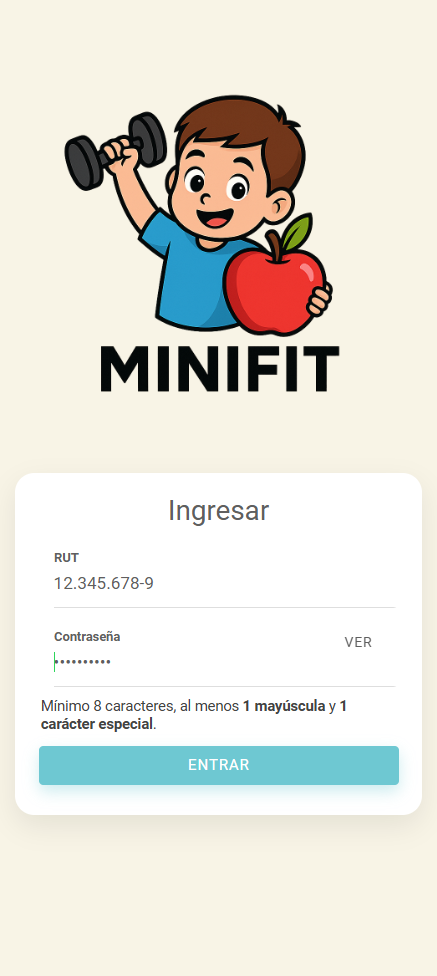 MINIFIT
Ingresar
RUT
12.345.678-9
Contraseña
VER
••••••••••
Mínimo 8 caracteres, al menos 1 mayúscula y 1
carácter especial.
ENTRAR